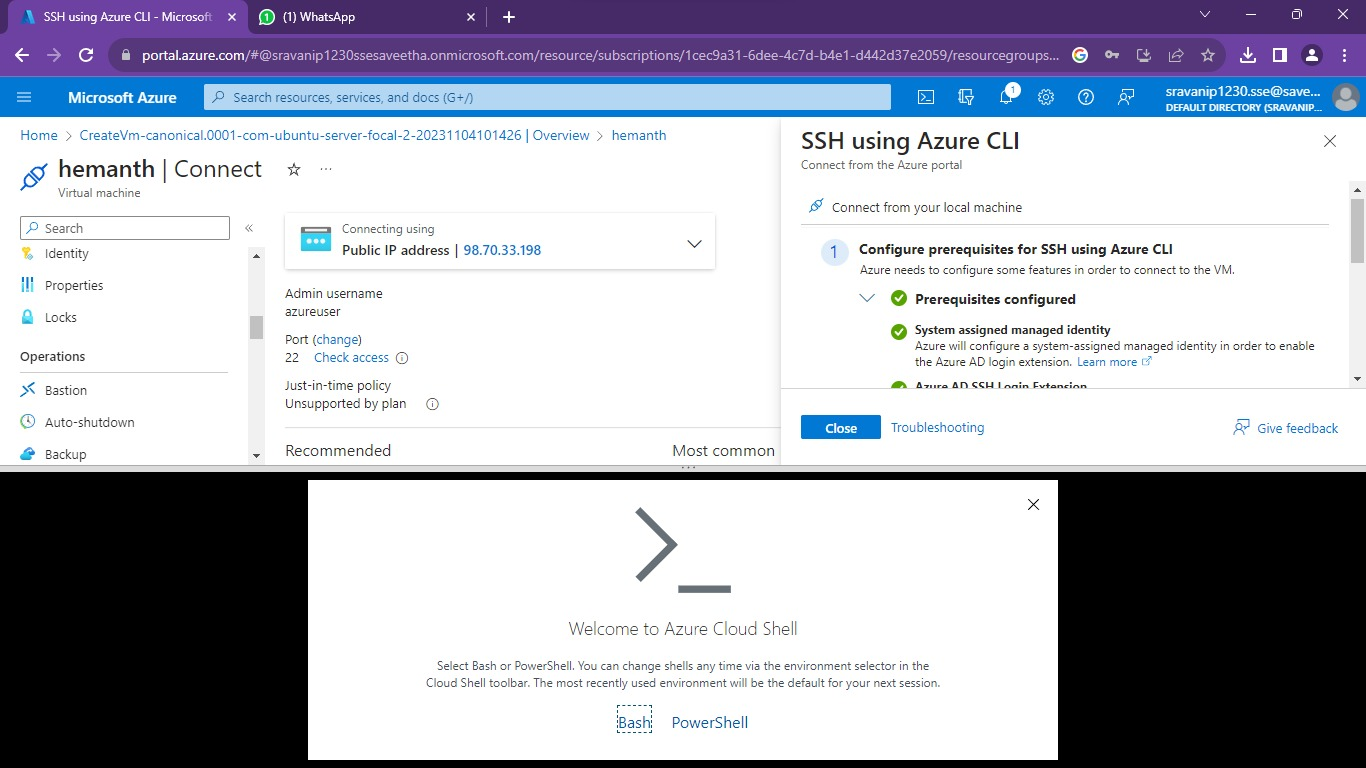 SSH using Azure CLI - Microsoft
(1) WhatsApp
portal.azure.com/#@sravanip1230ssesaveetha.onmicrosoft.com/resource/subscriptions/1cec9a31-6dee-4c7d-b4e1-d442d37e2059/resourcegroups...
Microsoft Azure
Search resources, services, and docs (G+/)
1
sravanip1230.sse@save...
DEFAULT DIRECTORY (SRAVANIP...
Home > CreateVm-canonical.0001-com-ubuntu-server-focal-2-20231104101426 | Overview > hemanth
hemanth | Connect
Virtual machine
Search
Identity
Properties
Locks
Operations
Bastion
Auto-shutdown
Backup
Connecting using
Public IP address | 98.70.33.198
Admin username
azureuser
Port (change)
22 Check access
Just-in-time policy
Unsupported by plan
Recommended
Most common
SSH using Azure CLI
Connect from the Azure portal
Connect from your local machine
1 Configure prerequisites for SSH using Azure CLI
Azure needs to configure some features in order to connect to the VM.
Prerequisites configured
System assigned managed identity
Azure will configure a system-assigned managed identity in order to enable
the Azure AD login extension. Learn more
Azure AD SSH Login Extension
Close
Troubleshooting
Give feedback
Welcome to Azure Cloud Shell
Select Bash or PowerShell. You can change shells any time via the environment selector in the
Cloud Shell toolbar. The most recently used environment will be the default for your next session.
Bash PowerShell